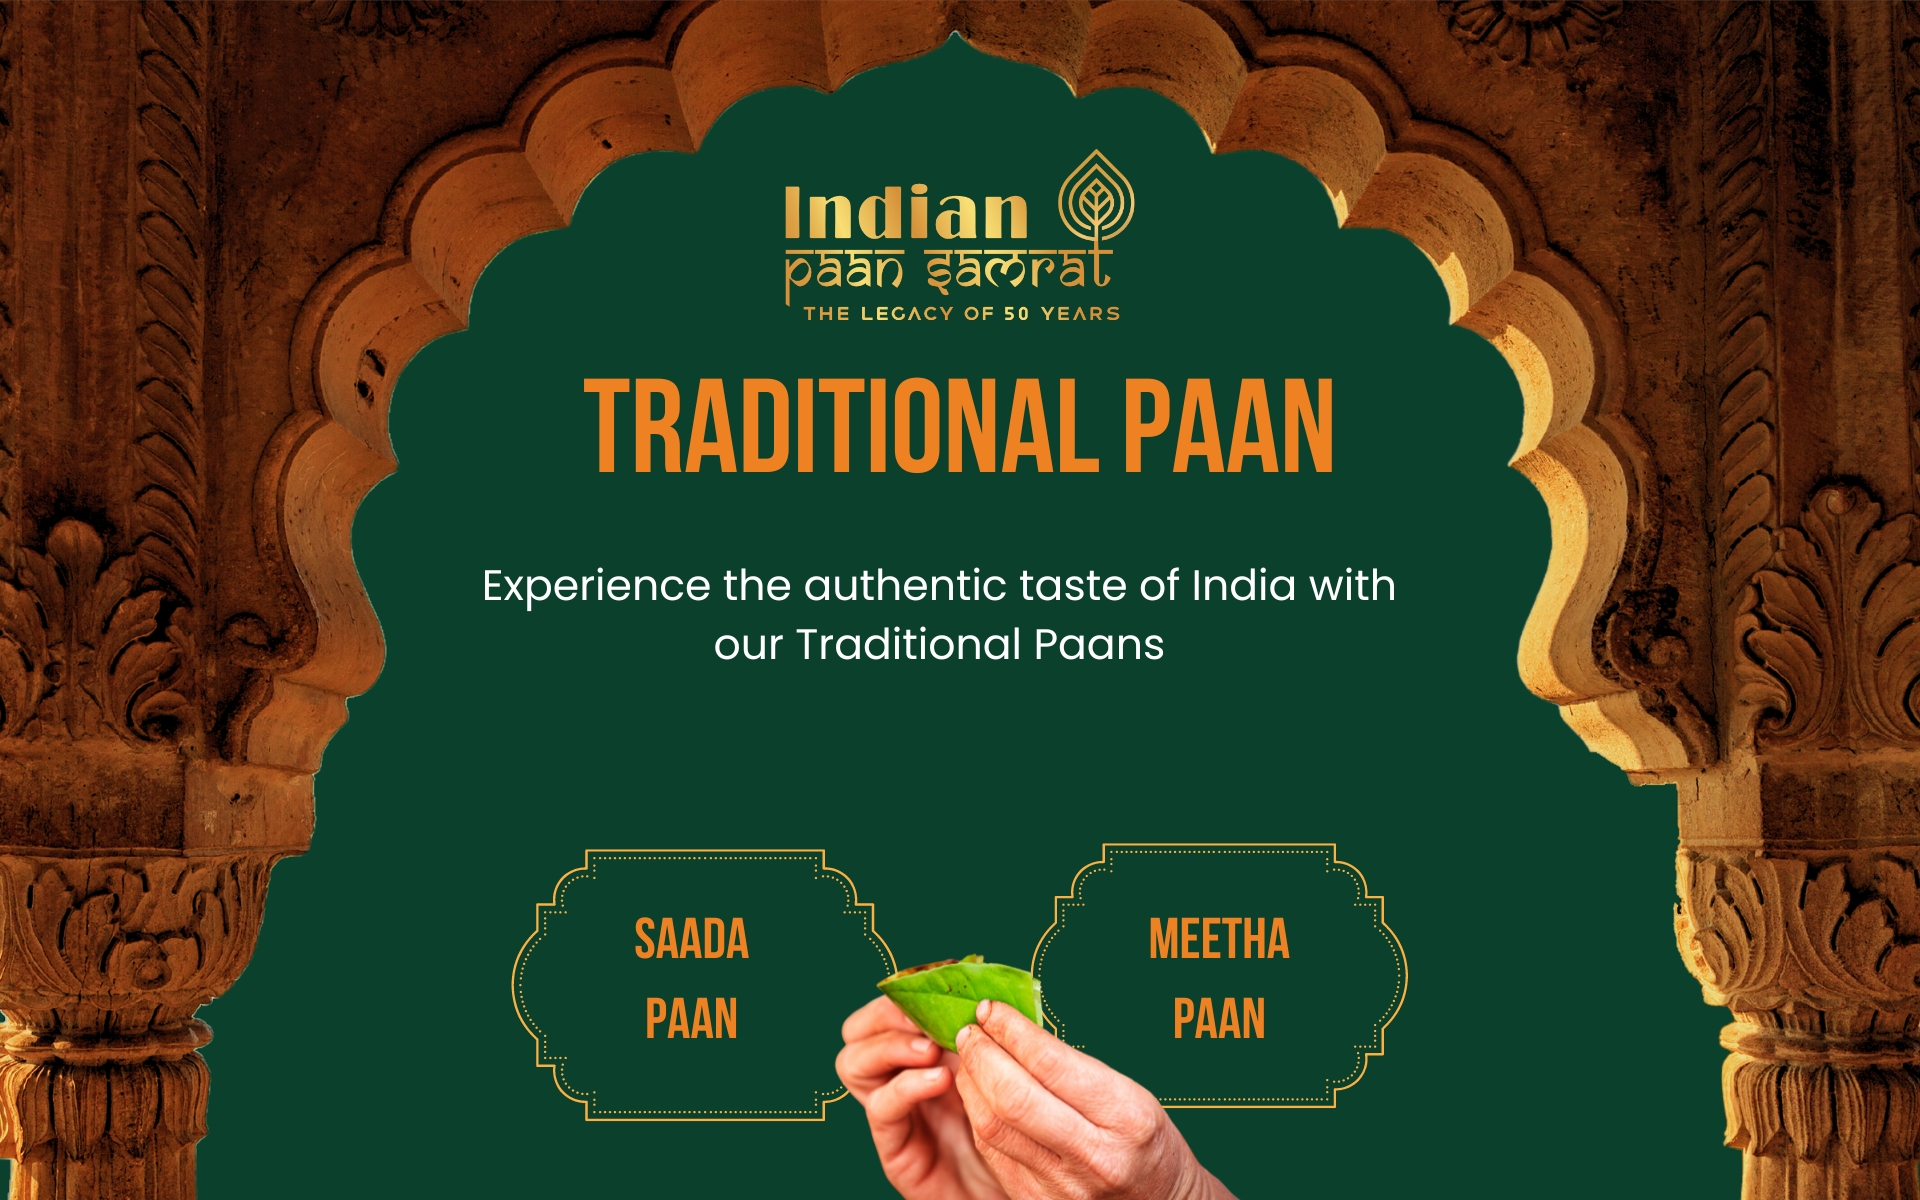 Indian
paan samrat
THE LEGACY OF 50 YEARS
TRADITIONAL PAAN
Experience the authentic taste of India with
our Traditional Paans
SAADA
PAAN
MEETHA
PAAN